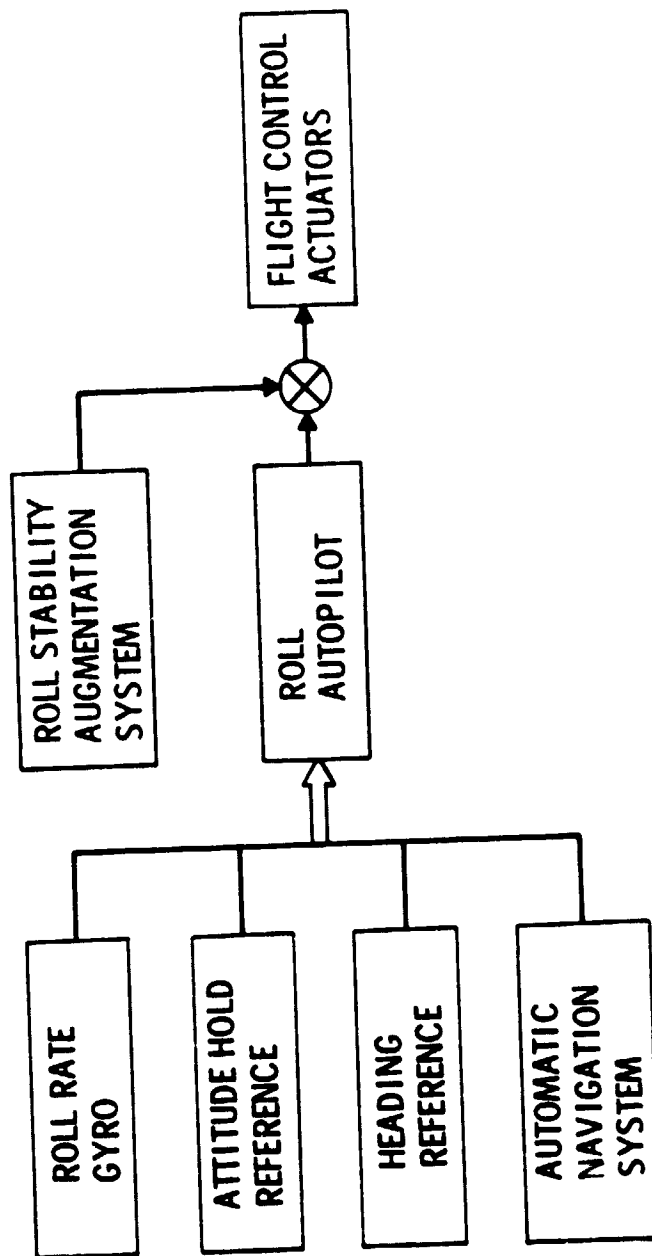 ROLL RATE
GYRO
ATTITUDE HOLD
REFERENCE
HEADING
REFERENCE
AUTOMATIC
NAVIGATION
SYSTEM
ROLL STABILITY
AUGMENTATION
SYSTEM
ROLL
AUTOPILOT
FLIGHT CONTROL
ACTUATORS